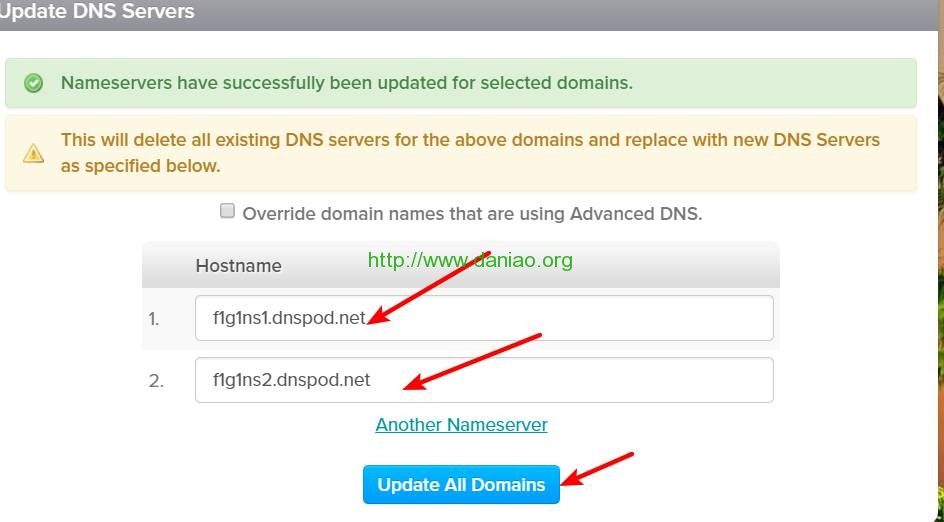 Update DNS Servers
Nameservers have successfully been updated for selected domains.
This will delete all existing DNS servers for the above domains and replace with new DNS Servers
as specified below.
Override domain names that are using Advanced DNS.
Hostname
http://www.daniao.org
1. f1g1ns1.dnspod.net
2. f1g1ns2.dnspod.net
Another Nameserver
Update All Domains